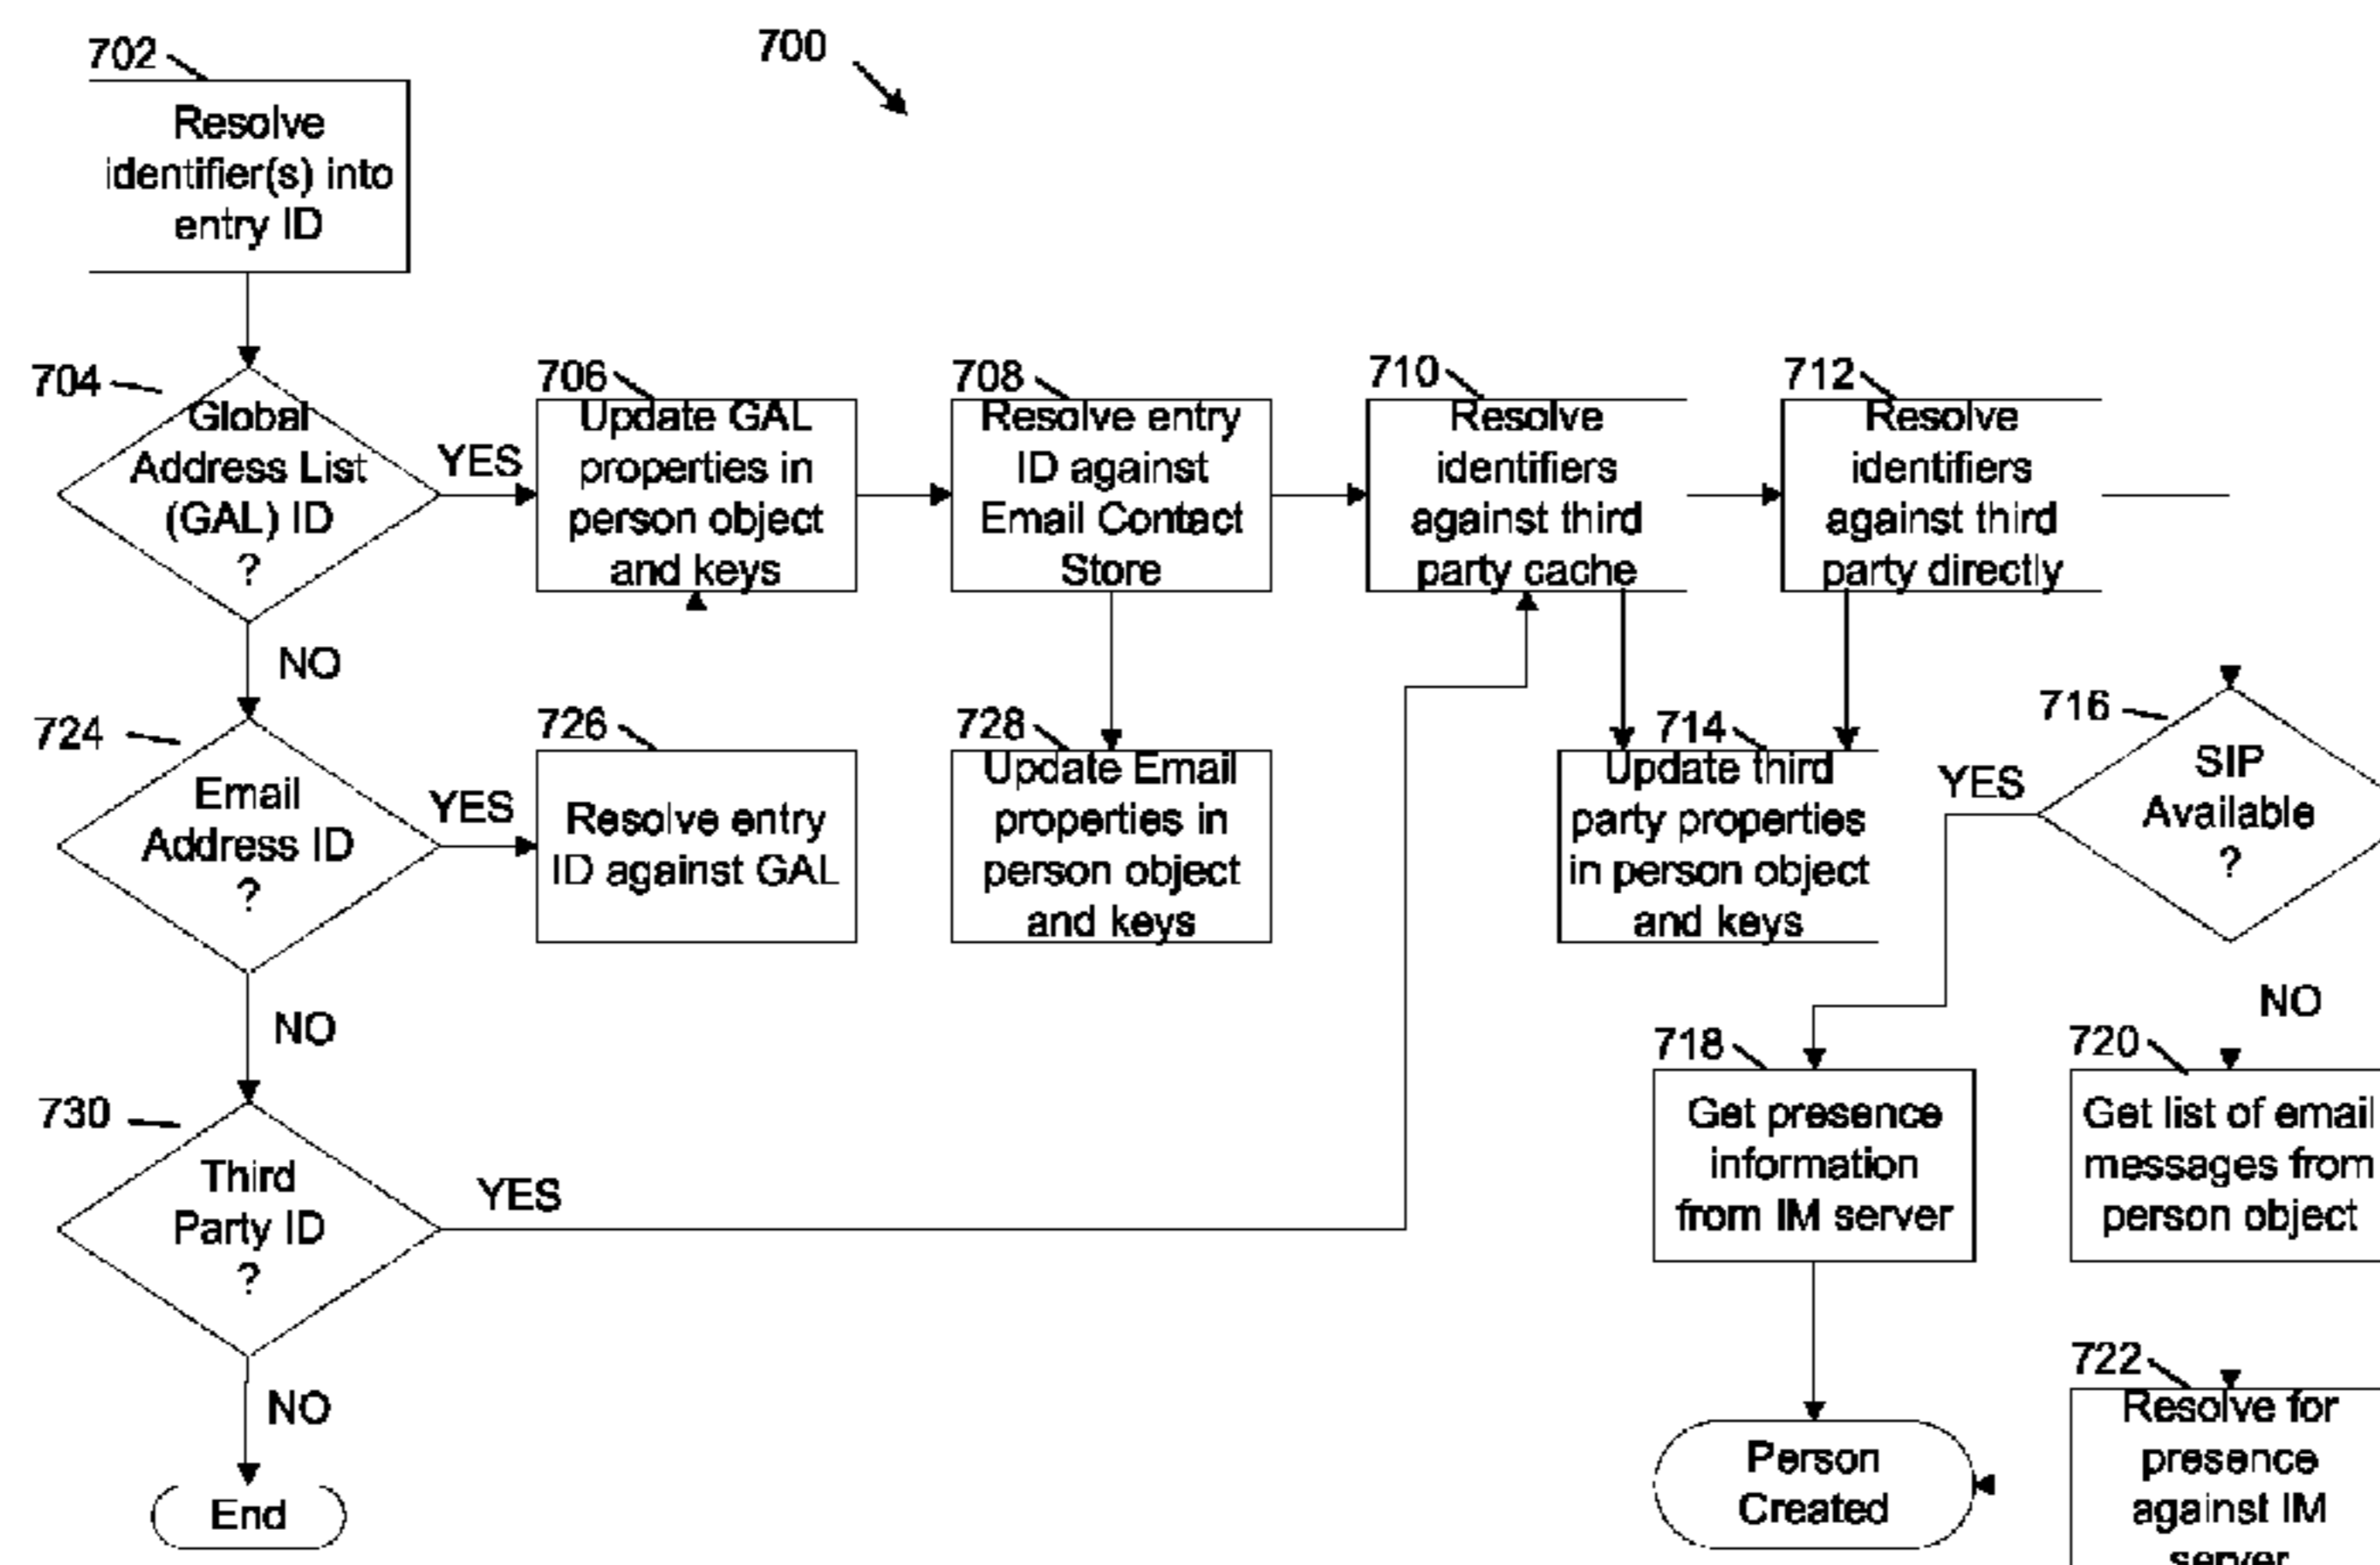 700
702
Resolve
identifier(s) into
entry ID
704
Global
Address List
(GAL) ID
?
YES
NO
706
Update GAL
properties in
person object
and keys
708
Resolve entry
ID against
Email Contact
Store
710
Resolve
identifiers
against third
party cache
712
Resolve
identifiers
against third
party directly
724
Email
Address ID
?
YES
NO
726
Resolve entry
ID against GAL
728
Update Email
properties in
person object
and keys
714
Update third
party properties
in person object
and keys
716
SIP
Available
?
YES
NO
730
Third
Party ID
?
YES
NO
End
718
Get presence
information
from IM server
720
Get list of email
messages from
person object
Person
Created
722
Resolve for
presence
against IM
server